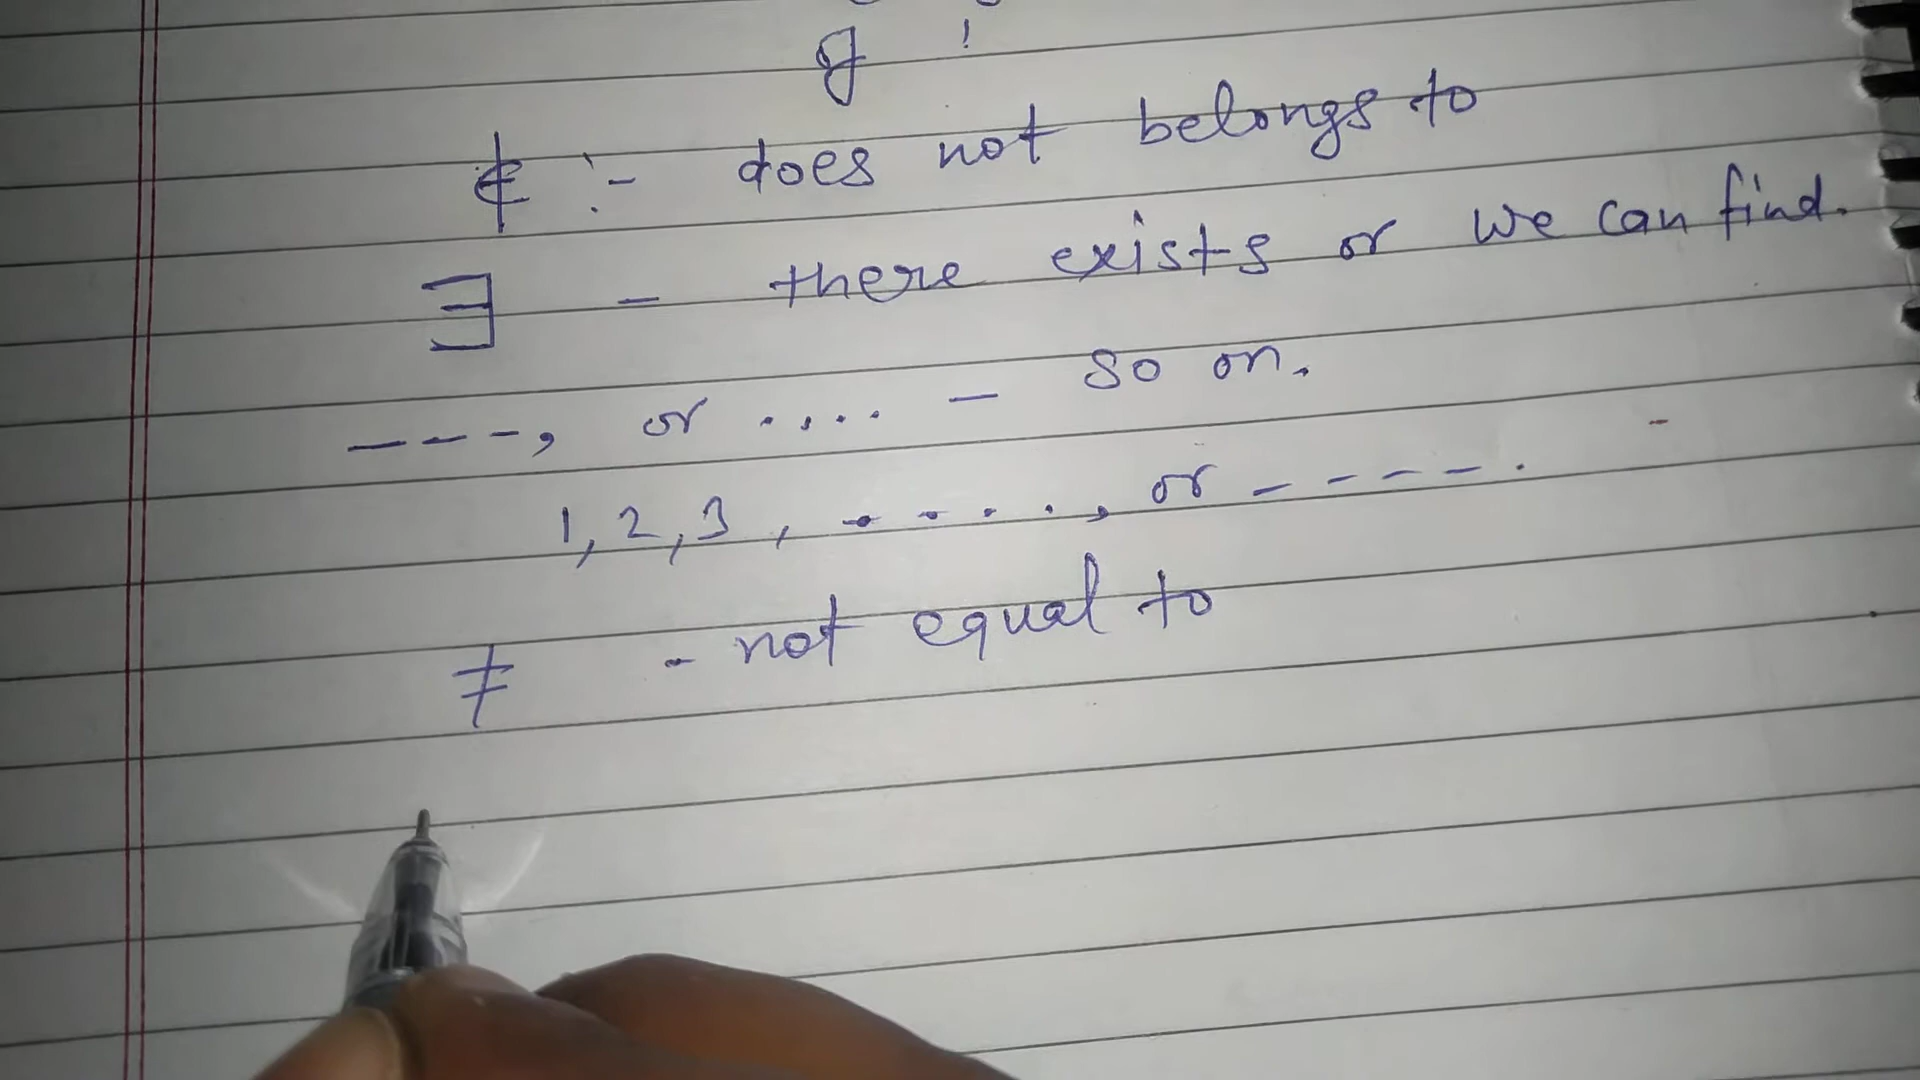 ∉ :- does not belongs to
∃ - there exists or we can find.
---, or .... - so on.
1, 2, 3, ...., or ----.
≠ - not equal to